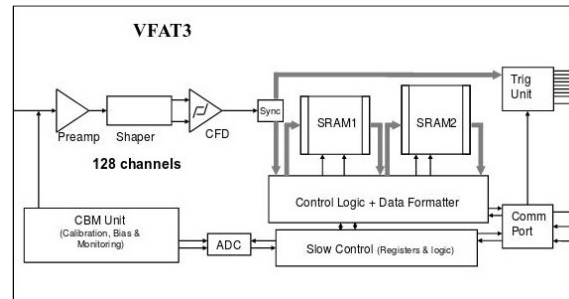 VFAT3
Trig
Unit
Sync
SRAM1
SRAM2
Preamp
Shaper
CFD
128 channels
Control Logic + Data Formatter
CBM Unit
(Calibration, Bias &
Monitoring)
ADC
Slow Control (Registers & logic)
Comm
Port